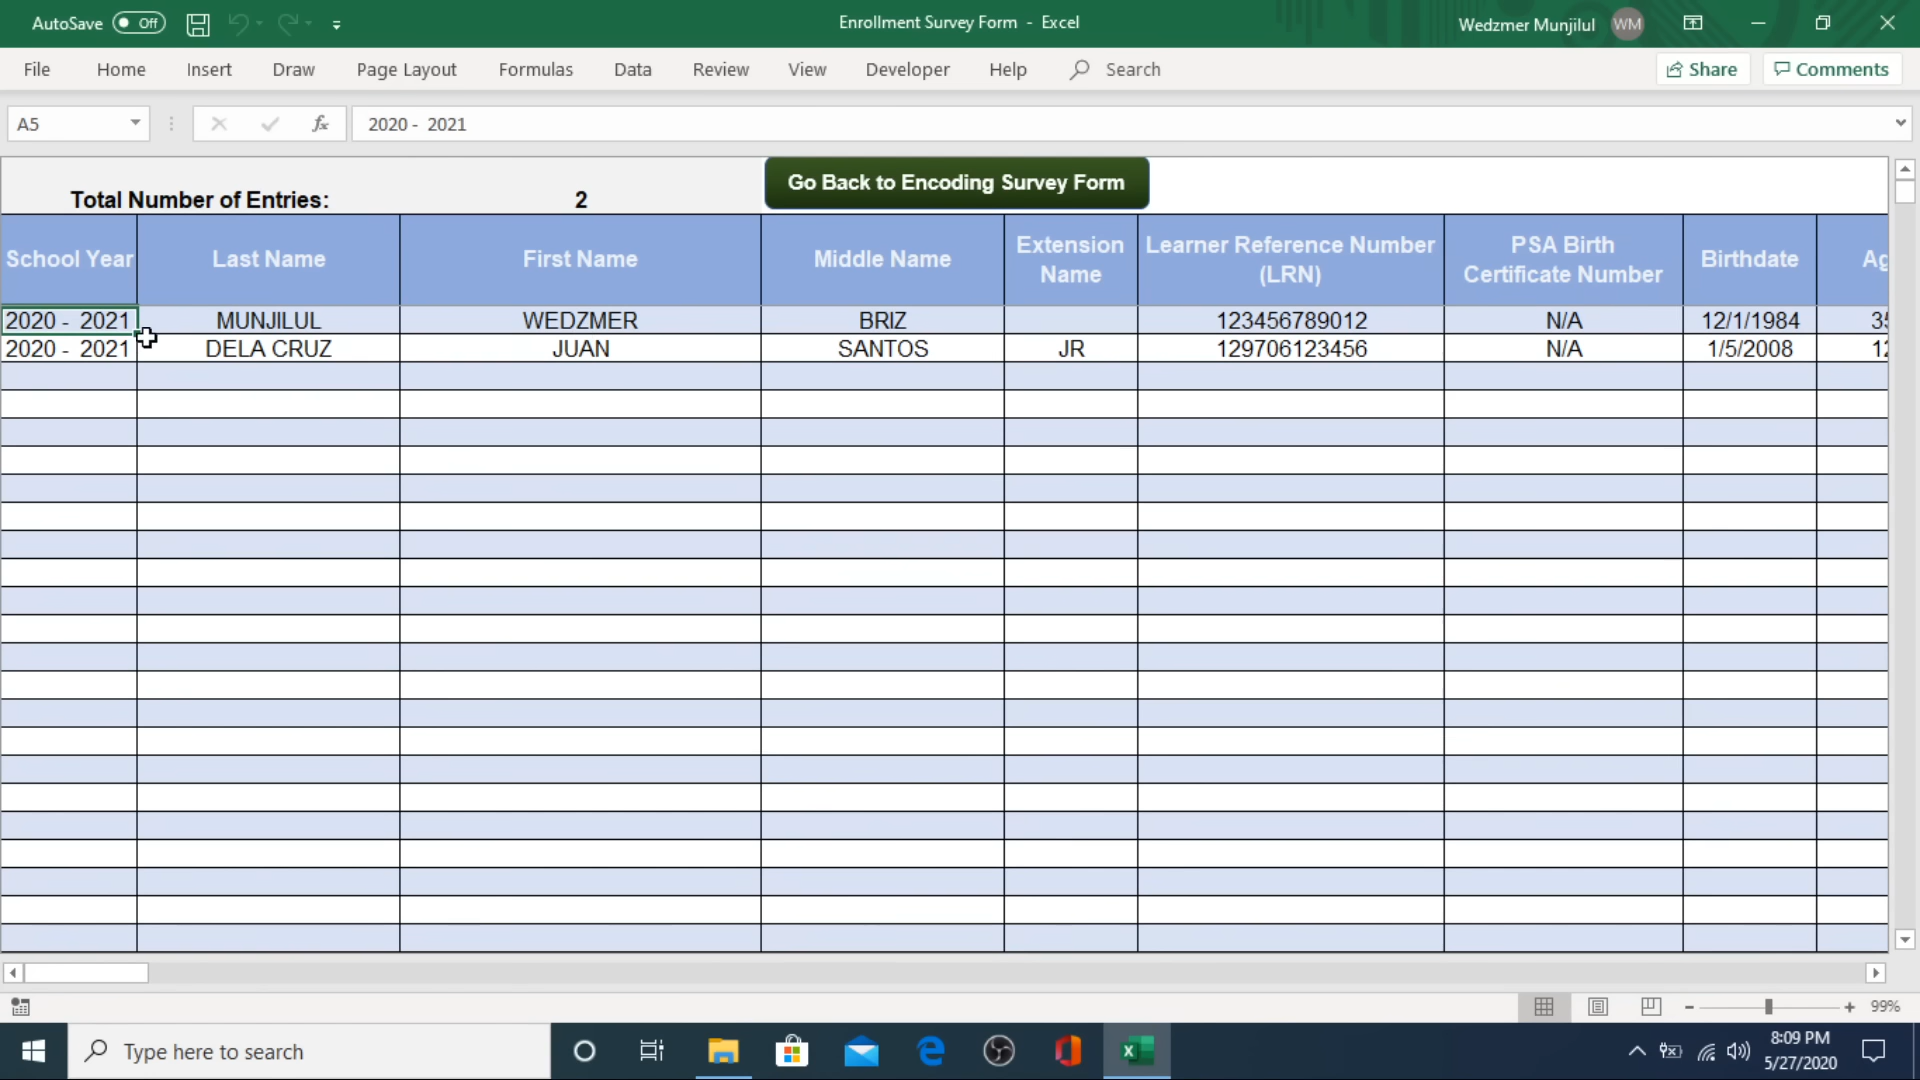 AutoSave Off
Enrollment Survey Form - Excel
Wedzmer Munjilul WM
File Home Insert Draw Page Layout Formulas Data Review View Developer Help Search
Share Comments
A5 fx 2020 - 2021
Total Number of Entries: 2
Go Back to Encoding Survey Form
School Year Last Name First Name Middle Name Extension Name Learner Reference Number (LRN) PSA Birth Certificate Number Birthdate
2020 - 2021 MUNJILUL WEDZMER BRIZ 123456789012 N/A 12/1/1984
2020 - 2021 DELA CRUZ JUAN SANTOS JR 129706123456 N/A 1/5/2008
99%
Type here to search
8:09 PM
5/27/2020